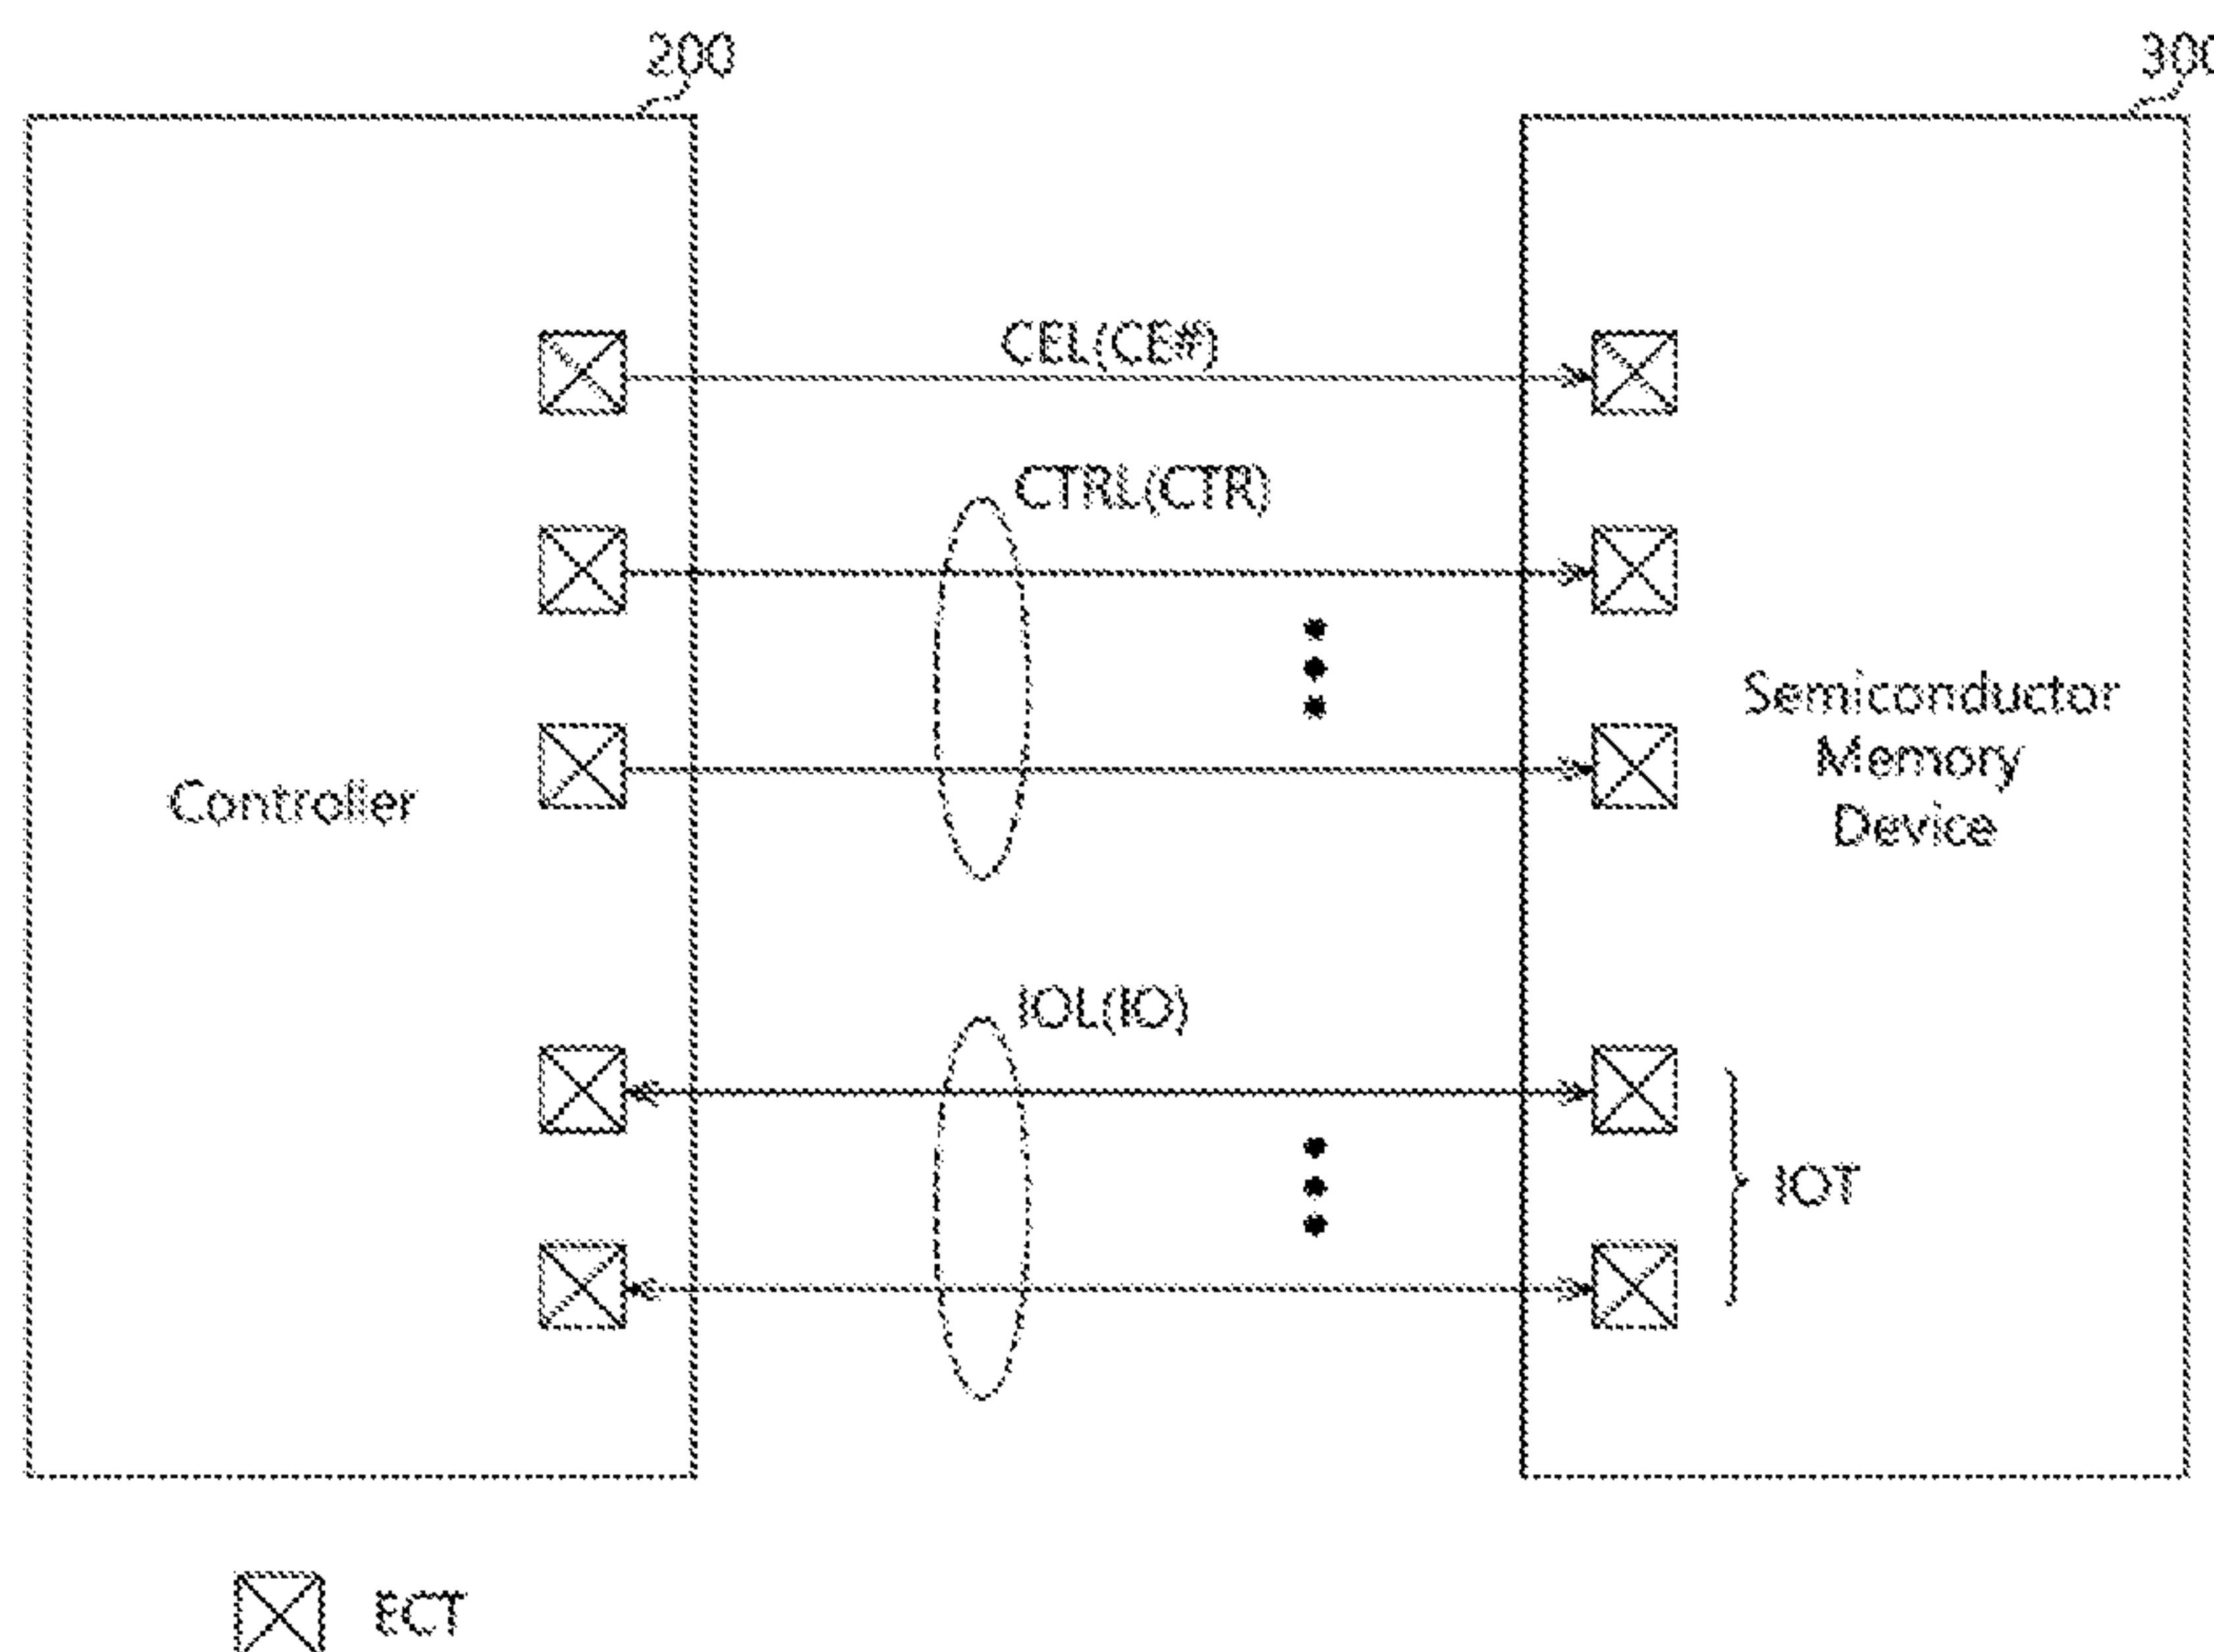 200
300
CEL(CE#)
CTRL(CTR)
Controller
Semiconductor
Memory
Device
IOL(IO)
IOT
ECT